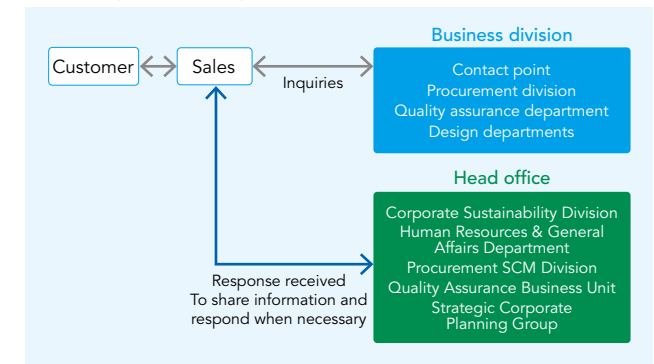 Business division
Customer
Sales
Inquiries
Contact point
Procurement division
Quality assurance department
Design departments
Head office
Corporate Sustainability Division
Human Resources & General
Affairs Department
Procurement SCM Division
Quality Assurance Business Unit
Strategic Corporate
Planning Group
Response received
To share information and
respond when necessary